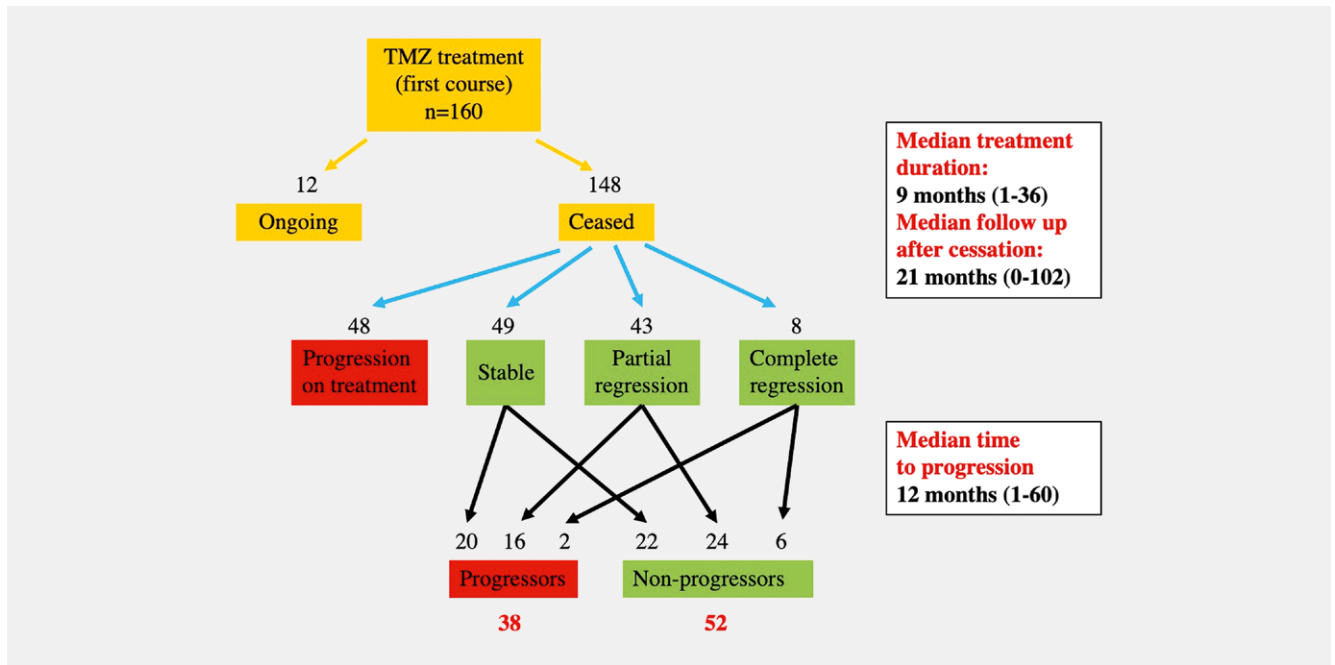 TMZ treatment
(first course)
n=160
12
148
Ongoing
Ceased
Median treatment
duration:
9 months (1-36)
Median follow up
after cessation:
21 months (0-102)
48
49
43
8
Progression
on treatment
Stable
Partial
regression
Complete
regression
Median time
to progression
12 months (1-60)
20 16 2 22 24 6
Progressors
Non-progressors
38
52